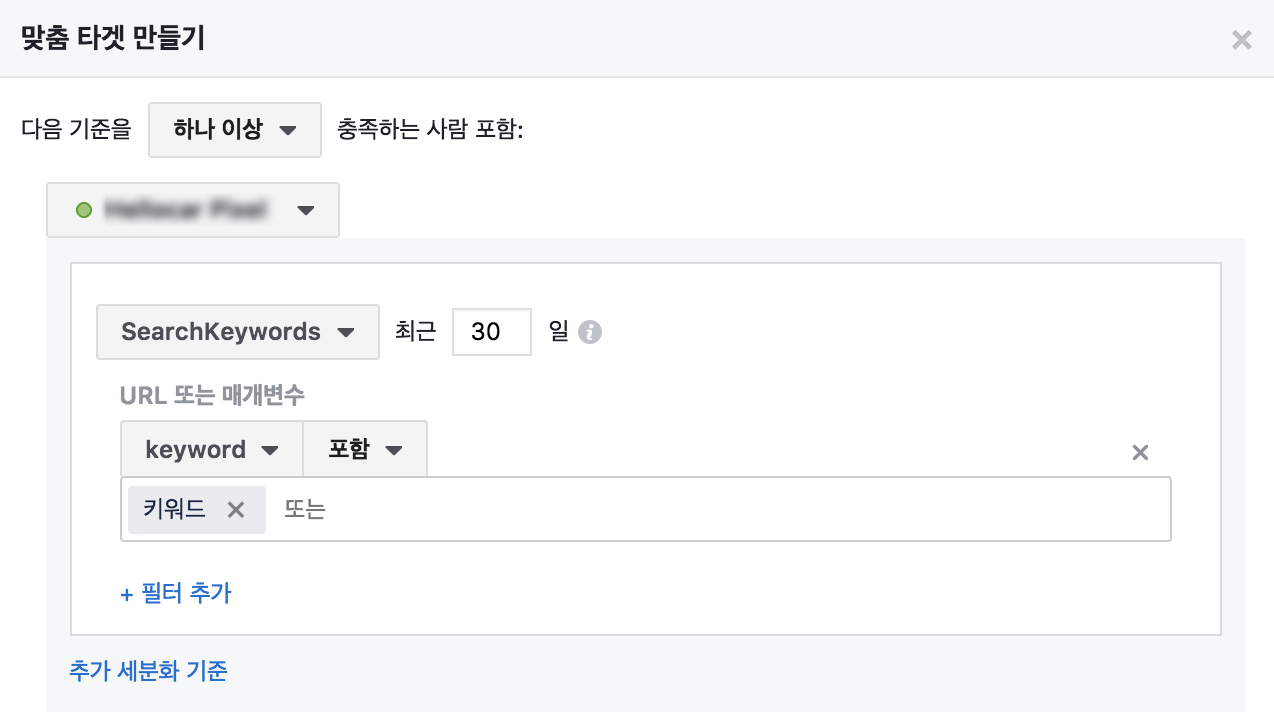 맞춤 타겟 만들기
다음 기준을 하나 이상 충족하는 사람 포함:
SearchKeywords 최근 30 일
URL 또는 매개변수
keyword 포함
키워드 또는
+ 필터 추가
추가 세분화 기준